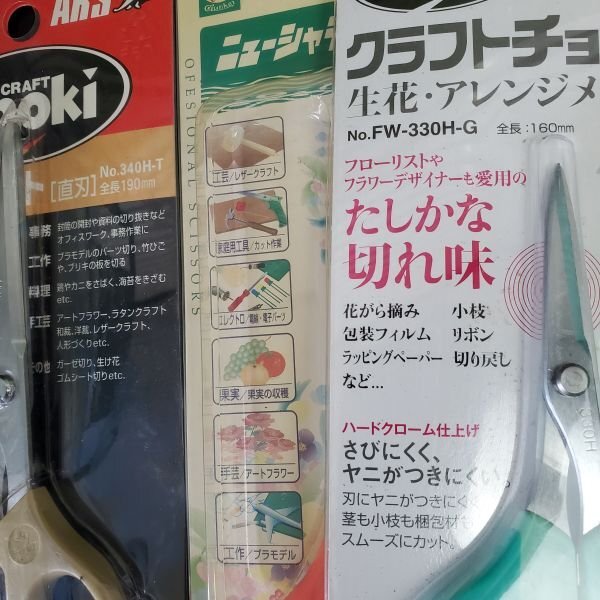 ARS
CRAFT
ooki
No.340H-T
[直刃] 全長190mm
事務 封筒の開封や資料の切り抜きなど
オフィスワーク、事務作業に
工作 プラモデルのパーツ切り、竹ひご
や、ブリキの板を切る
料理 鶏やカニをさばく、海苔をきざむ
etc.
手工芸 アートフラワー、ラタンクラフト
和裁、洋裁、レザークラフト、
人形づくりetc.
その他 ガーゼ切り、生け花
ゴムシート切りetc.
ニューシャ
OFESIONAL SCISSORS
工芸/レザークラフト
家庭用工具/カット作業
エレクトロ/電線・電子パーツ
果実/果実の収穫
手芸/アートフラワー
工作/プラモデル
クラフトチョ
生花・アレンジメ
No.FW-330H-G 全長:160mm
フローリストや
フラワーデザイナーも愛用の
たしかな
切れ味
花がら摘み 小枝
包装フィルム リボン
ラッピングペーパー 切り戻し
など...
ハードクローム仕上げ
さびにくく、
ヤニがつきにくい。
刃にヤニがつきにく
茎も小枝も梱包材も
スムーズにカット。
330H